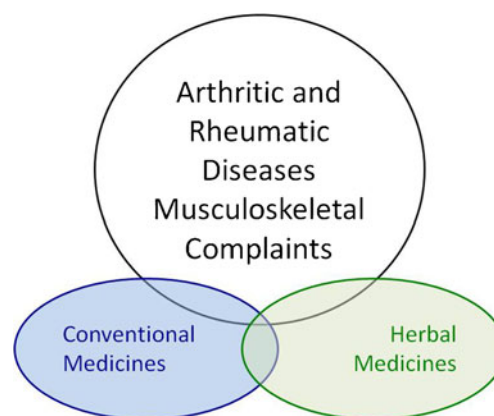 Arthritic and
Rheumatic
Diseases
Musculoskeletal
Complaints
Conventional
Medicines
Herbal
Medicines